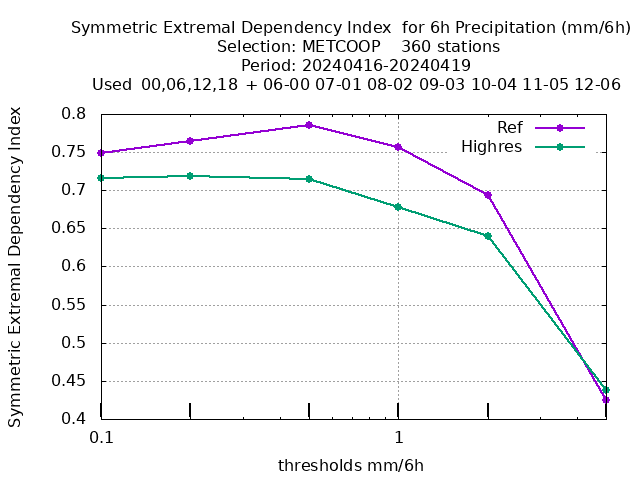 Symmetric Extremal Dependency Index  for 6h Precipitation (mm/6h)
Selection: METCOOP    360 stations
Period: 20240416-20240419
Used  00,06,12,18  + 06-00 07-01 08-02 09-03 10-04 11-05 12-06
Symmetric Extremal Dependency Index
0.8
0.75
0.7
0.65
0.6
0.55
0.5
0.45
0.4
Ref
Highres
0.1
1
thresholds mm/6h